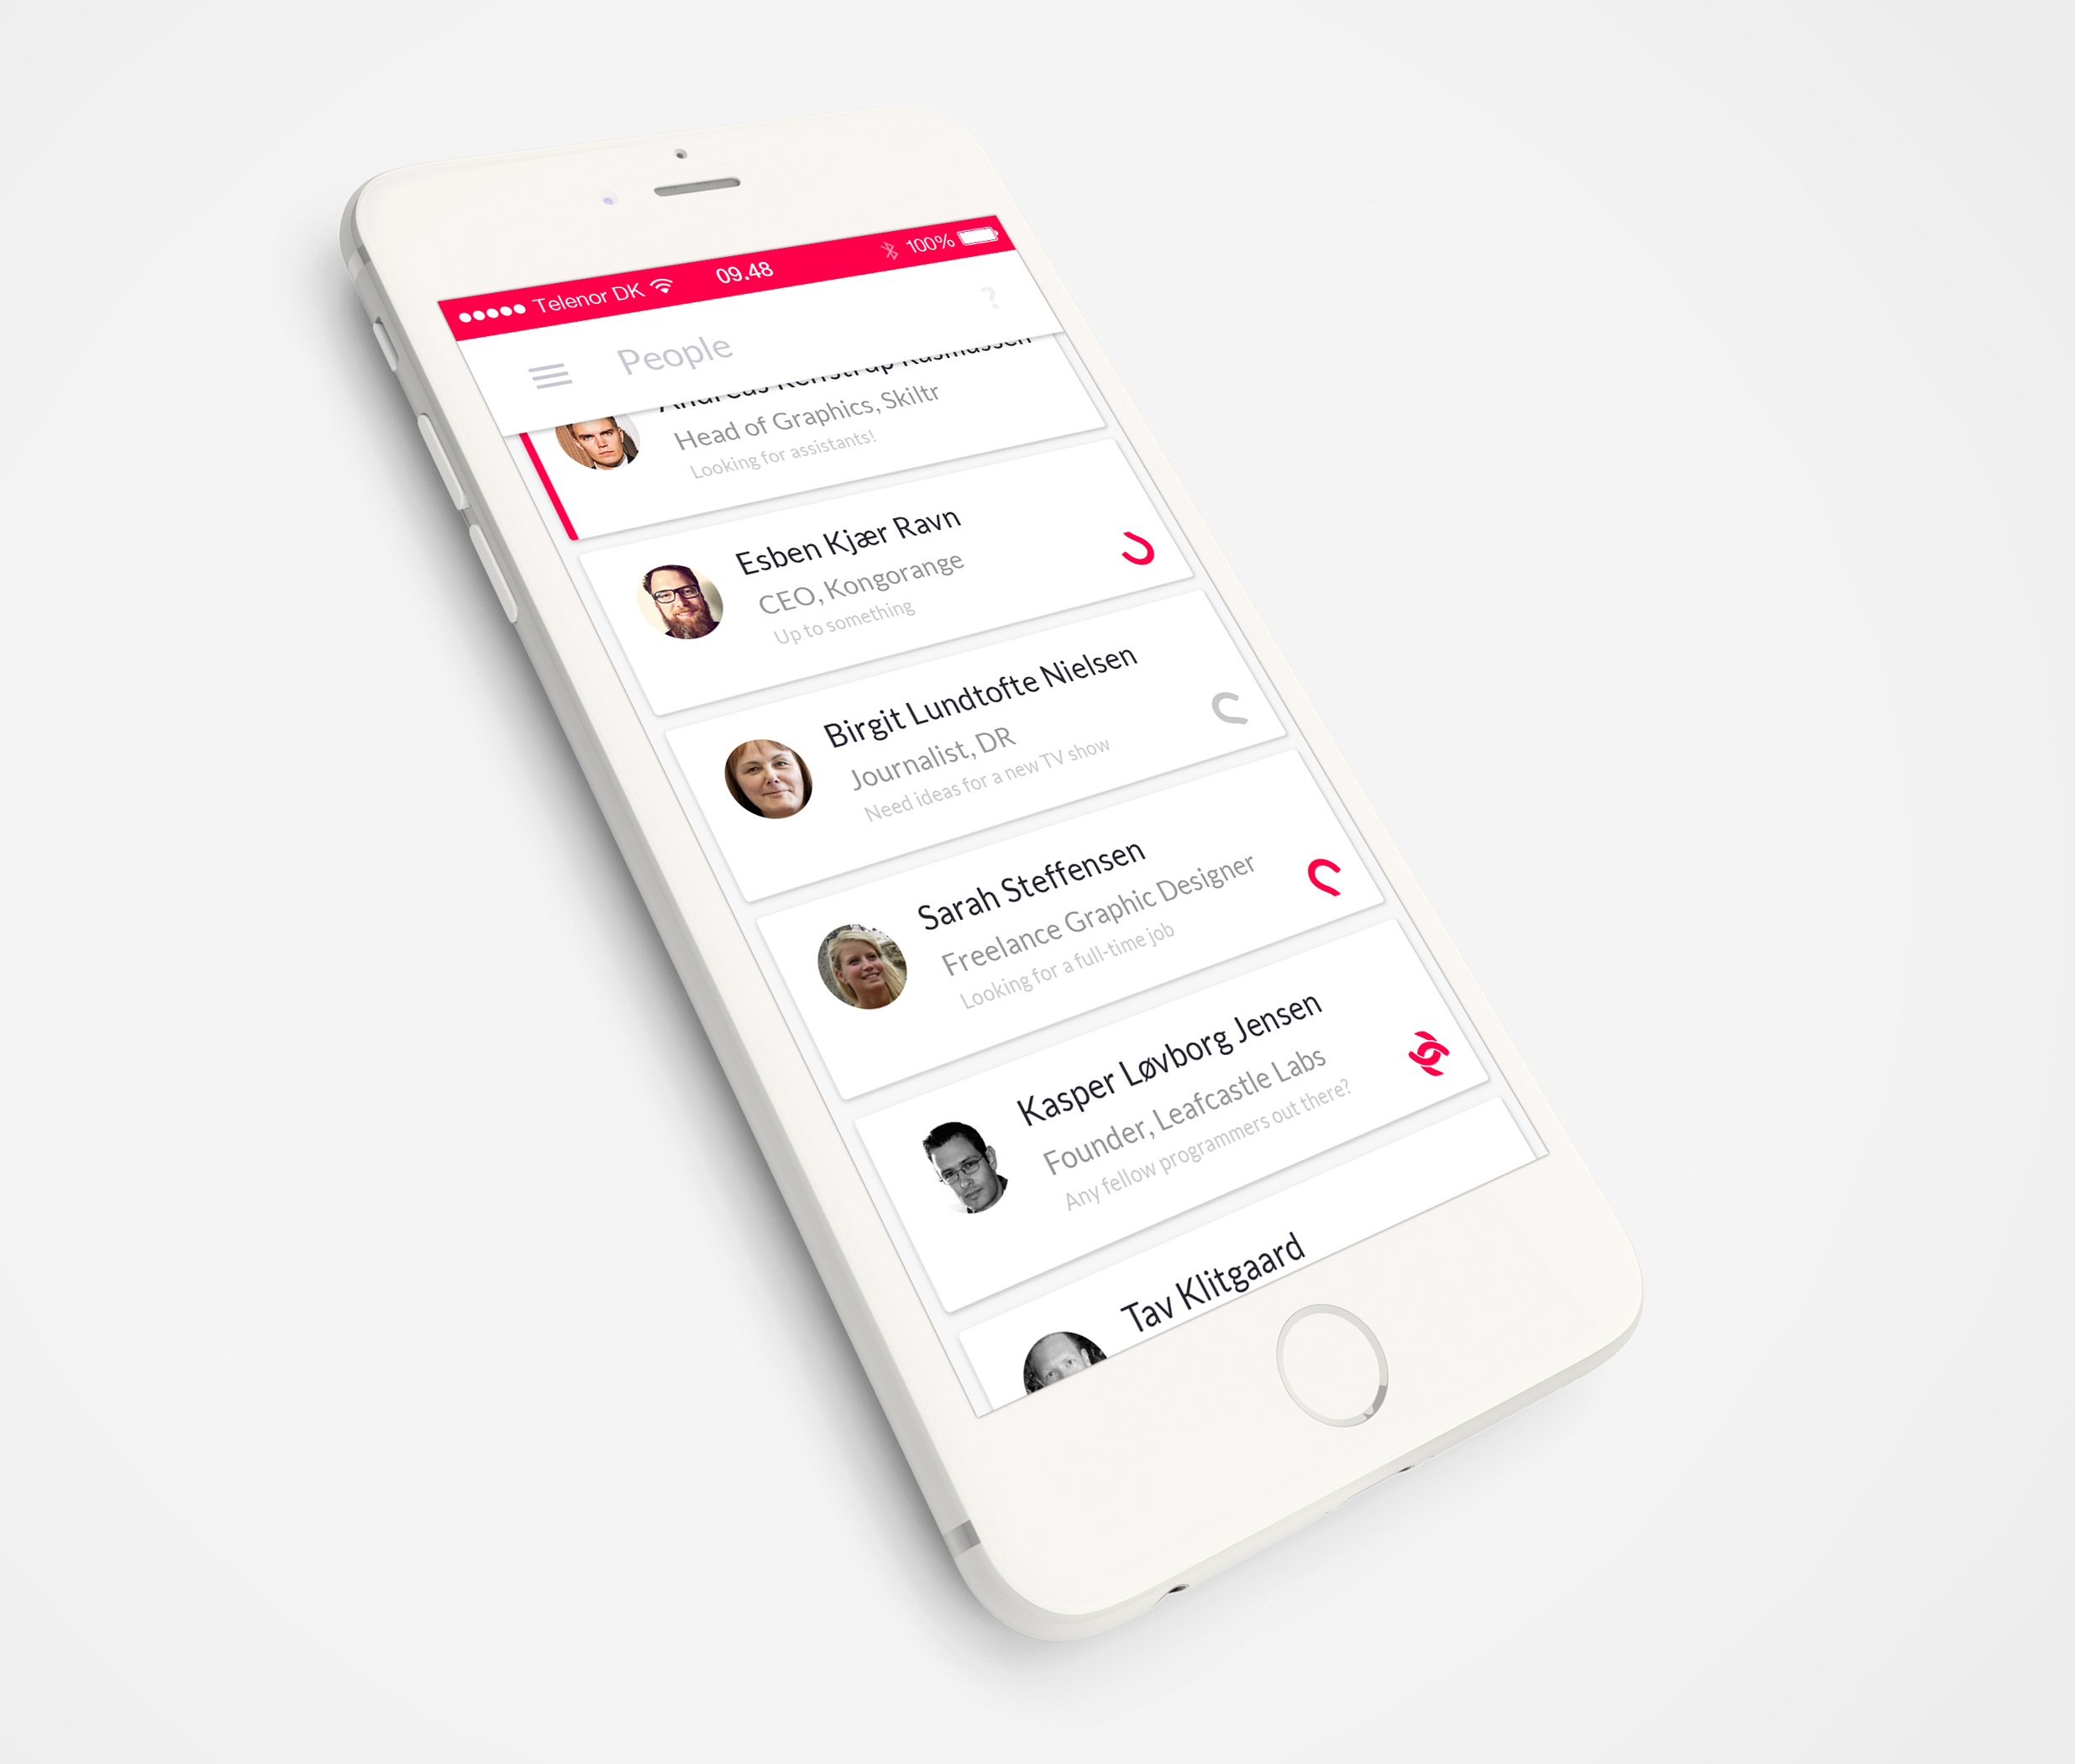 Telenor DK 09.48 100%
People
?
Andreas Rasmussen
Head of Graphics, Skiltr
Looking for assistants!
Esben Kjær Ravn
CEO, Kongorange
Up to something
Birgit Lundtofte Nielsen
Journalist, DR
Need ideas for a new TV show
Sarah Steffensen
Freelance Graphic Designer
Looking for a full-time job
Kasper Løvborg Jensen
Founder, Leafcastle Labs
Any fellow programmers out there?
Tav Klitgaard